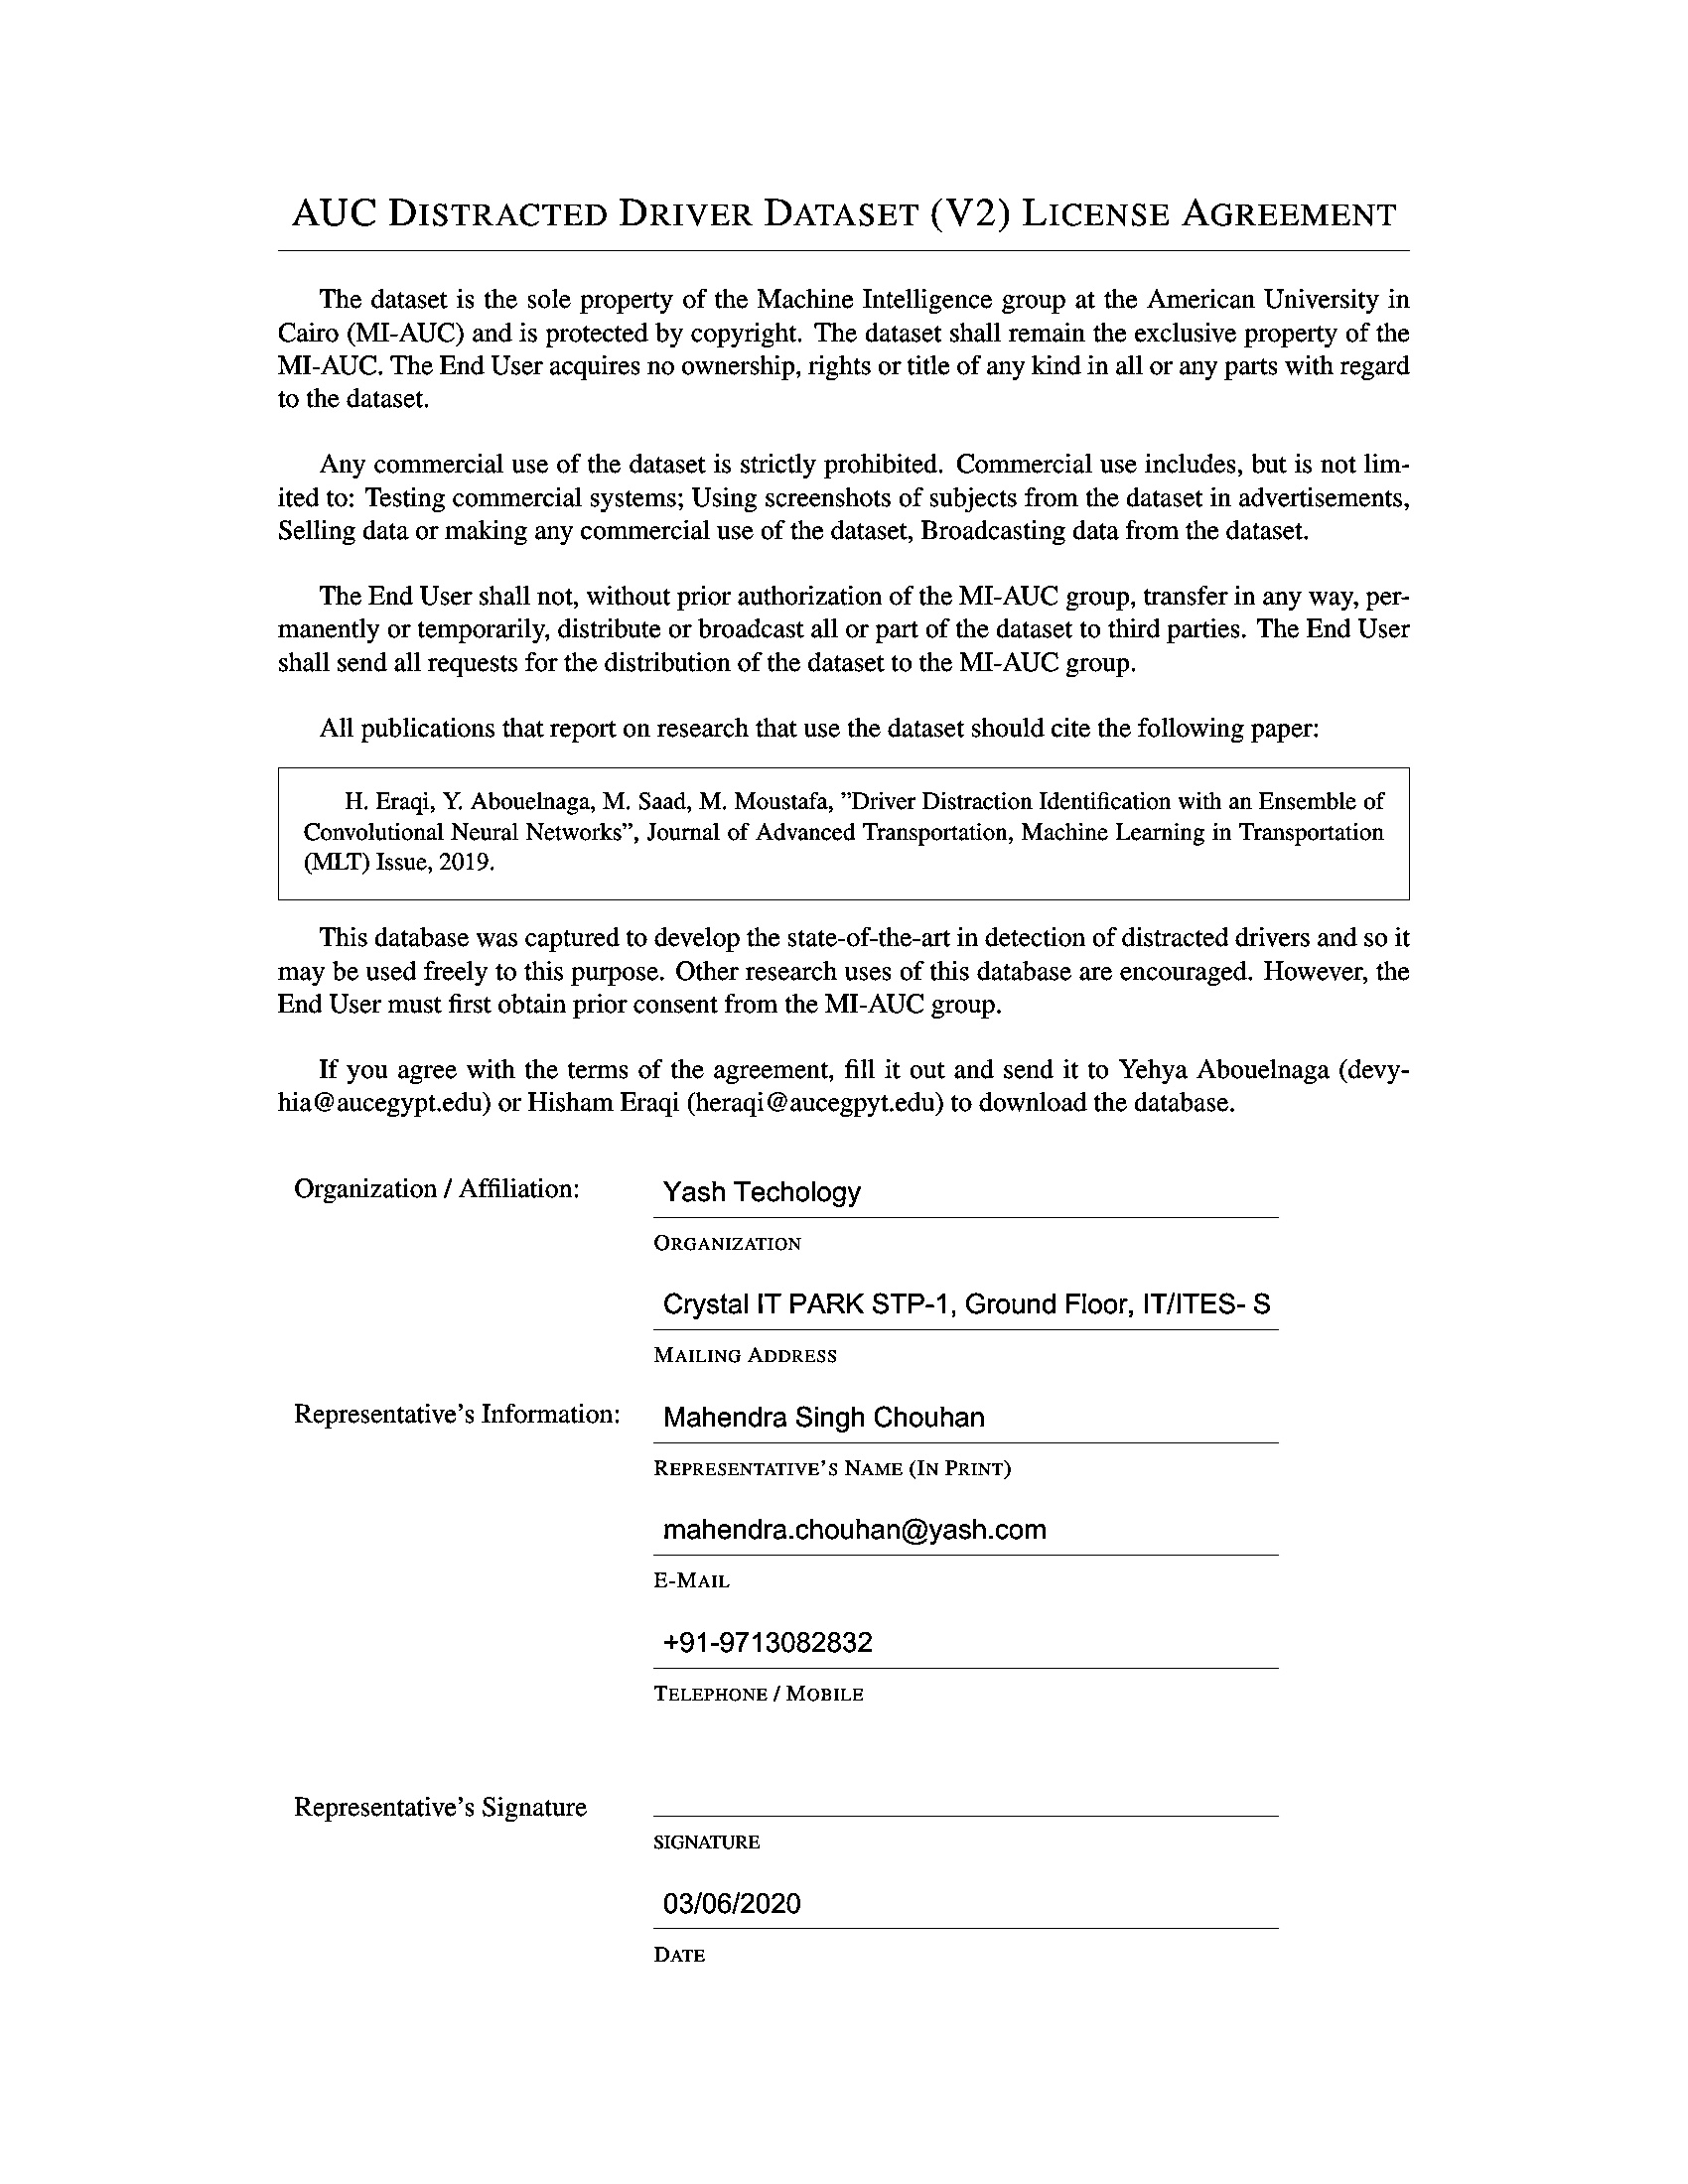 AUC DISTRACTED DRIVER DATASET (V2) LICENSE AGREEMENT
The dataset is the sole property of the Machine Intelligence group at the American University in
Cairo (MI-AUC) and is protected by copyright. The dataset shall remain the exclusive property of the
MI-AUC. The End User acquires no ownership, rights or title of any kind in all or any parts with regard
to the dataset.
Any commercial use of the dataset is strictly prohibited. Commercial use includes, but is not lim-
ited to: Testing commercial systems; Using screenshots of subjects from the dataset in advertisements,
Selling data or making any commercial use of the dataset, Broadcasting data from the dataset.
The End User shall not, without prior authorization of the MI-AUC group, transfer in any way, per-
manently or temporarily, distribute or broadcast all or part of the dataset to third parties. The End User
shall send all requests for the distribution of the dataset to the MI-AUC group.
All publications that report on research that use the dataset should cite the following paper:
H. Eraqi, Y. Abouelnaga, M. Saad, M. Moustafa, ”Driver Distraction Identification with an Ensemble of
Convolutional Neural Networks”, Journal of Advanced Transportation, Machine Learning in Transportation
(MLT) Issue, 2019.
This database was captured to develop the state-of-the-art in detection of distracted drivers and so it
may be used freely to this purpose. Other research uses of this database are encouraged. However, the
End User must first obtain prior consent from the MI-AUC group.
If you agree with the terms of the agreement, fill it out and send it to Yehya Abouelnaga (devy-
hia@aucegypt.edu) or Hisham Eraqi (heraqi@aucegpyt.edu) to download the database.
Organization / Affiliation: Yash Techology
ORGANIZATION
Crystal IT PARK STP-1, Ground Floor, IT/ITES- S
MAILING ADDRESS
Representative’s Information: Mahendra Singh Chouhan
REPRESENTATIVE’S NAME (IN PRINT)
mahendra.chouhan@yash.com
E-MAIL
+91-9713082832
TELEPHONE / MOBILE
Representative’s Signature
SIGNATURE
03/06/2020
DATE